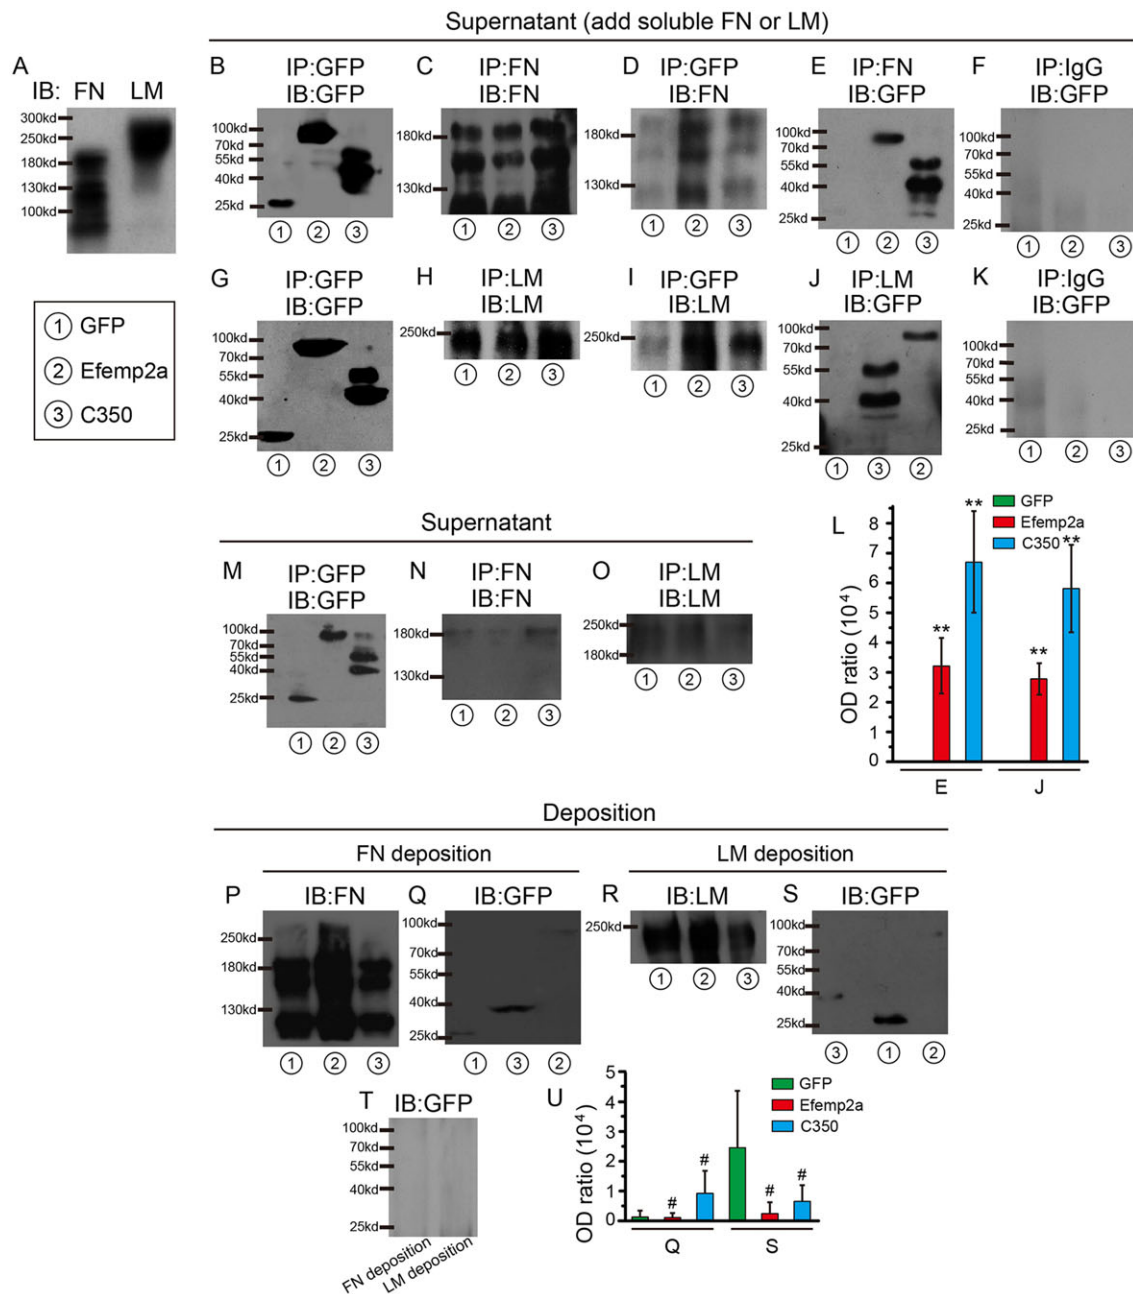 Supernatant (add soluble FN or LM)
A
IB: FN LM
300kd
250kd
180kd
130kd
100kd
B
IP:GFP
IB:GFP
100kd
70kd
55kd
40kd
25kd
① ② ③
C
IP:FN
IB:FN
180kd
130kd
① ② ③
D
IP:GFP
IB:FN
180kd
130kd
① ② ③
E
IP:FN
IB:GFP
100kd
70kd
55kd
40kd
25kd
① ② ③
F
IP:IgG
IB:GFP
100kd
70kd
55kd
40kd
25kd
① ② ③
① GFP
② Efemp2a
③ C350
G
IP:GFP
IB:GFP
100kd
70kd
55kd
40kd
25kd
① ② ③
H
IP:LM
IB:LM
250kd
① ② ③
I
IP:GFP
IB:LM
250kd
① ② ③
J
IP:LM
IB:GFP
100kd
70kd
55kd
40kd
25kd
① ③ ②
K
IP:IgG
IB:GFP
100kd
70kd
55kd
40kd
25kd
① ② ③
Supernatant
M
IP:GFP
IB:GFP
100kd
70kd
55kd
40kd
25kd
① ② ③
N
IP:FN
IB:FN
180kd
130kd
① ② ③
O
IP:LM
IB:LM
250kd
180kd
① ② ③
L
GFP
Efemp2a
C350
OD ratio (10⁴)
8
7
6
5
4
3
2
1
0
** ** ** **
E J
Deposition
FN deposition
LM deposition
P
IB:FN
250kd
180kd
130kd
① ② ③
Q
IB:GFP
100kd
70kd
55kd
40kd
25kd
① ③ ②
R
IB:LM
250kd
① ② ③
S
IB:GFP
100kd
70kd
55kd
40kd
25kd
③ ① ②
T
IB:GFP
100kd
70kd
55kd
40kd
25kd
FN deposition
LM deposition
U
GFP
Efemp2a
C350
OD ratio (10⁴)
5
4
3
2
1
0
# # # #
Q S